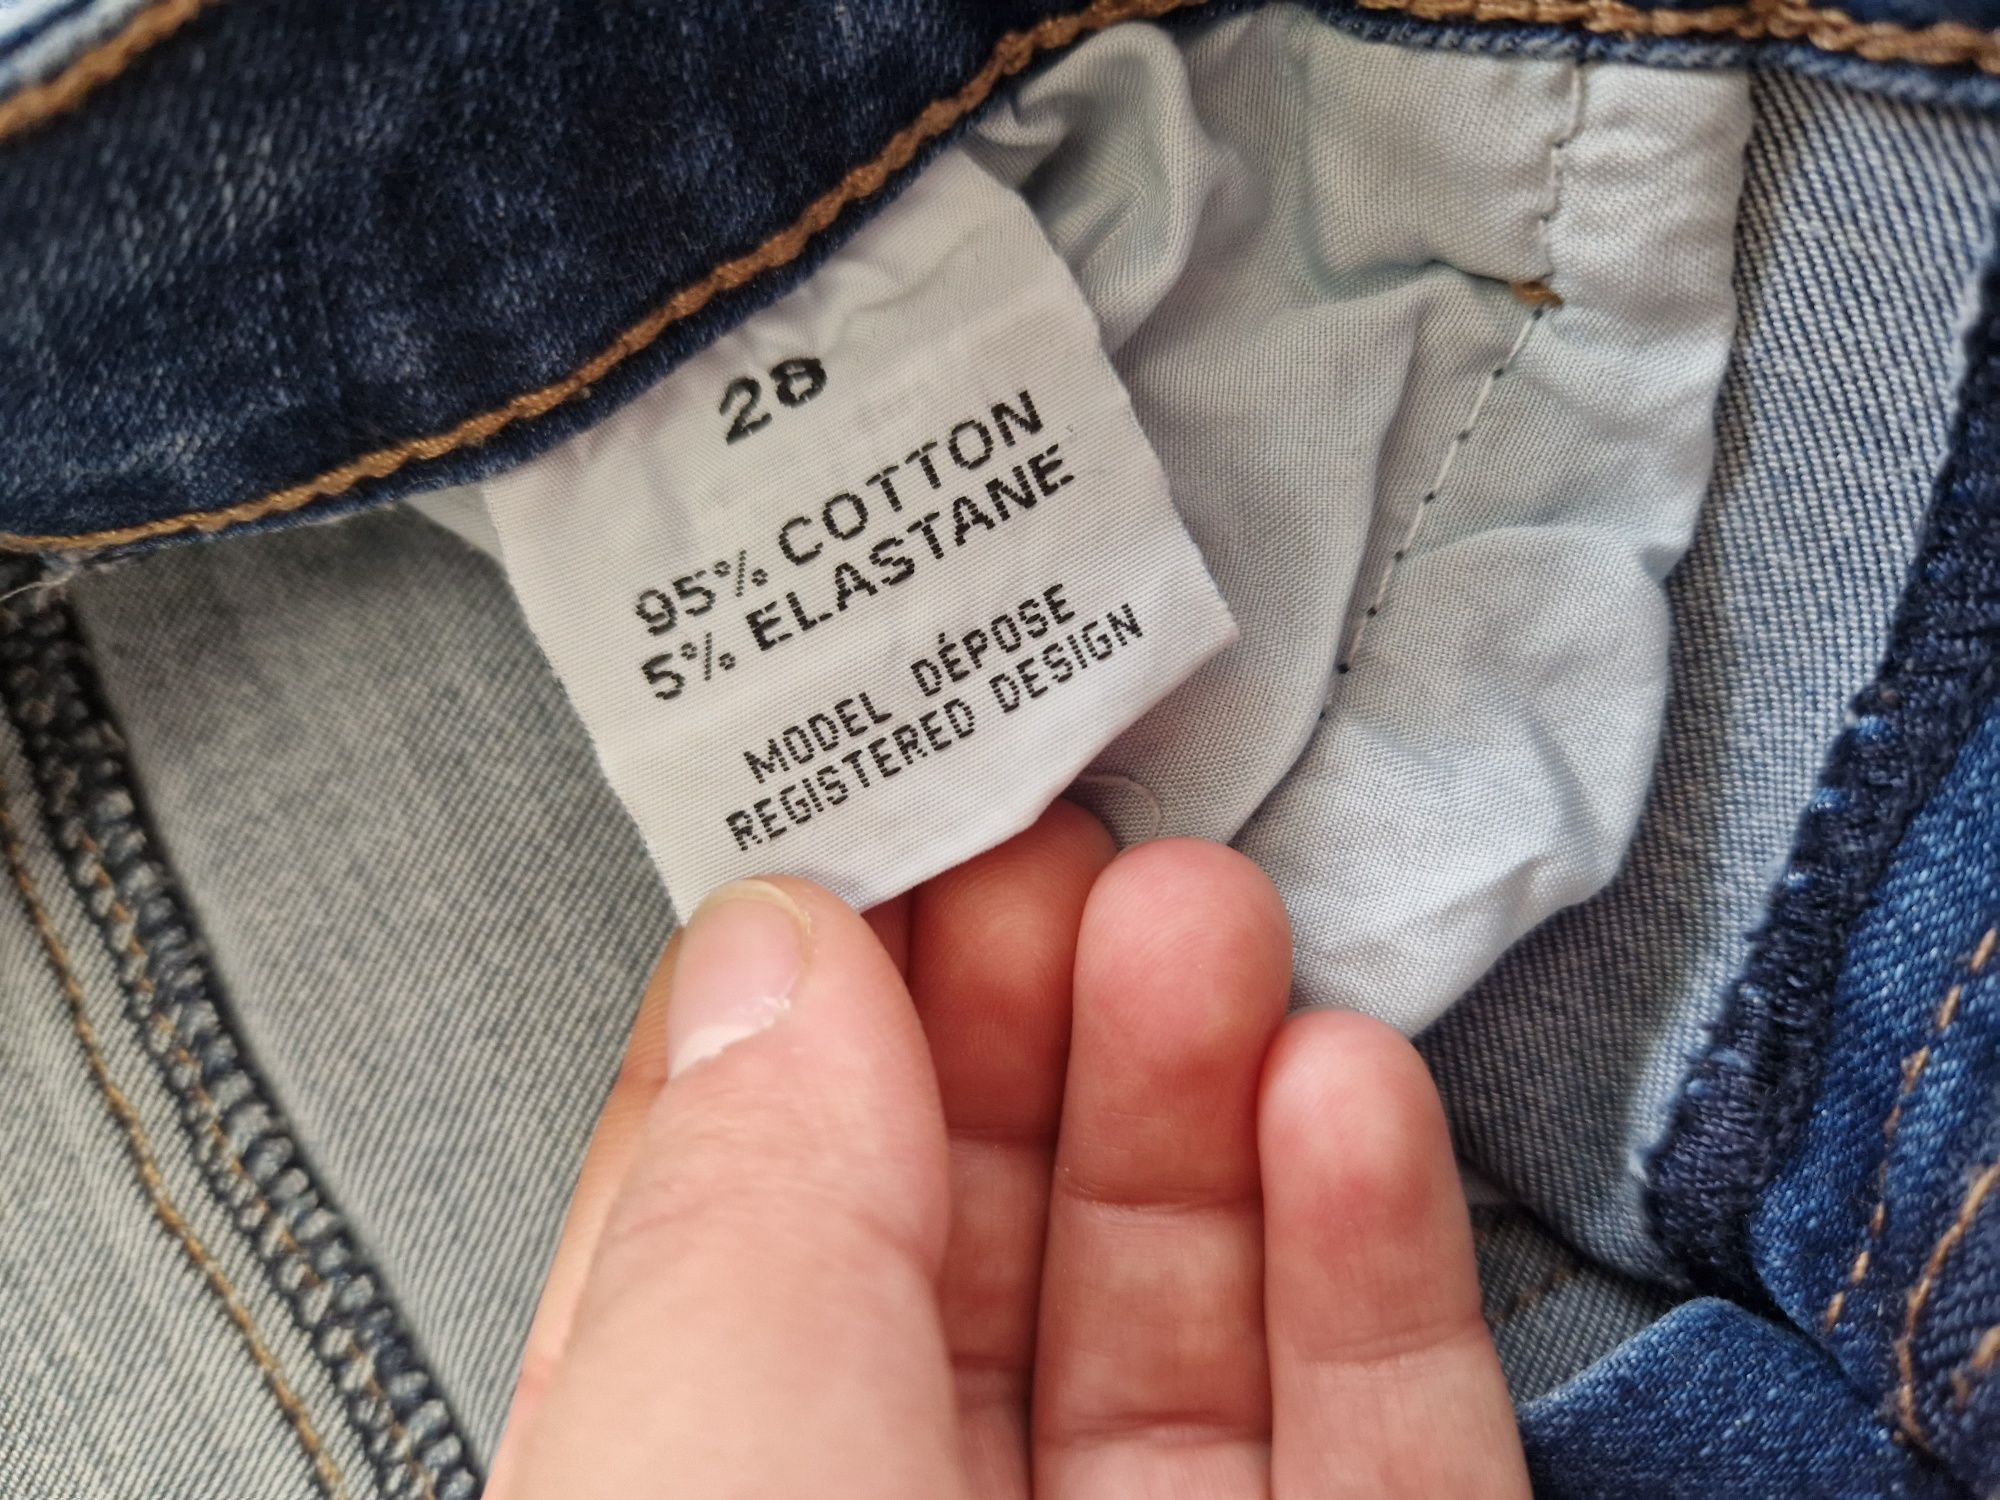 28
95% COTTON
5% ELASTANE
MODEL DÉPOSE
REGISTERED DESIGN